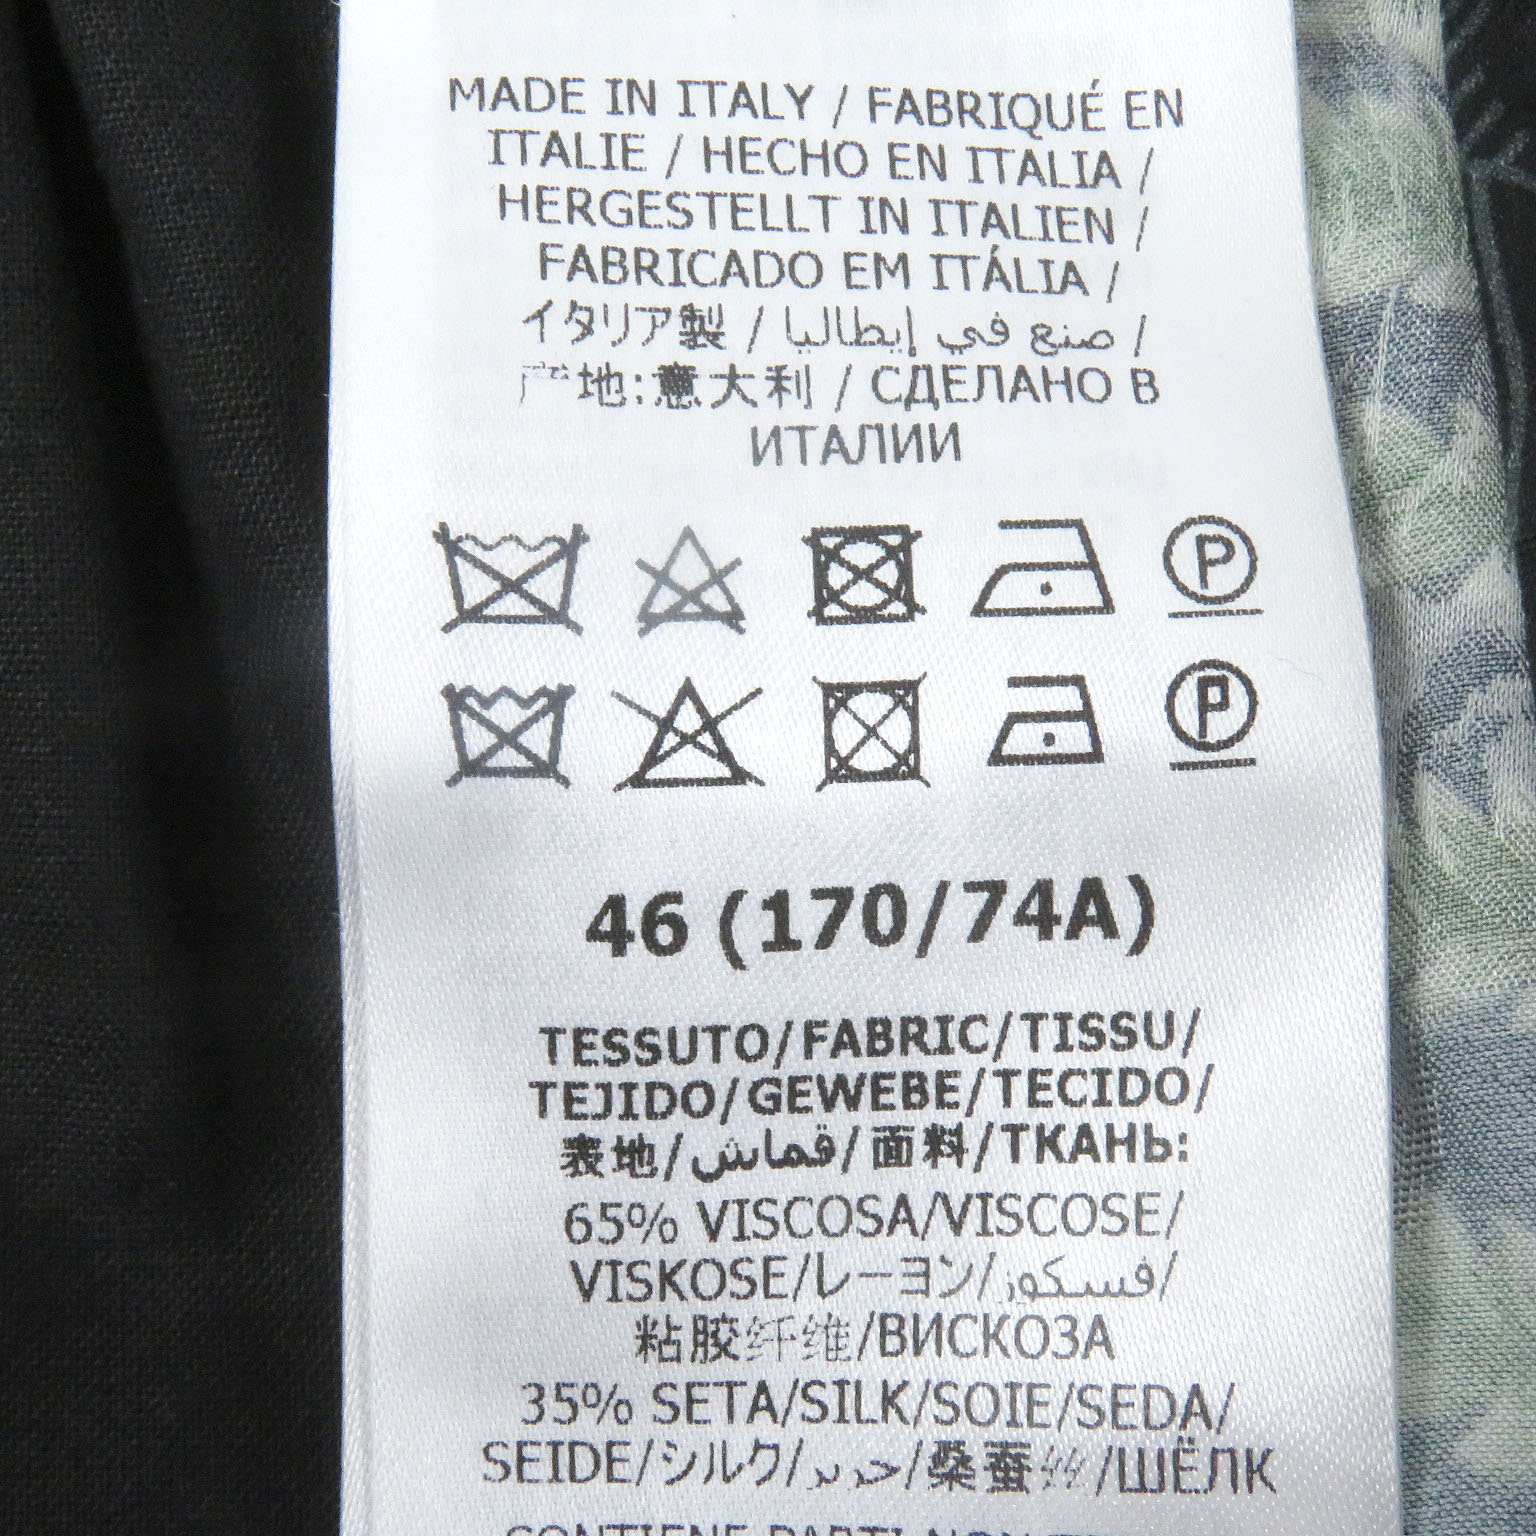 MADE IN ITALY / FABRIQUÉ EN
ITALIE / HECHO EN ITALIA /
HERGESTELLT IN ITALIEN /
FABRICADO EM ITÁLIA /
イタリア製 / صنع في إيطاليا /
产地:意大利 / СДЕЛАНО В
ИТАЛИИ
P
P
46 (170/74A)
TESSUTO/FABRIC/TISSU/
TEJIDO/GEWEBE/TECIDO/
表地/قماش/面料/ТКАНЬ:
65% VISCOSA/VISCOSE/
VISKOSE/レーヨン/فسكوز/
粘胶纤维/ВИСКОЗА
35% SETA/SILK/SOIE/SEDA/
SEIDE/シルク/حرير/桑蚕丝/ШЁЛК
CONTIENE PARTI NON